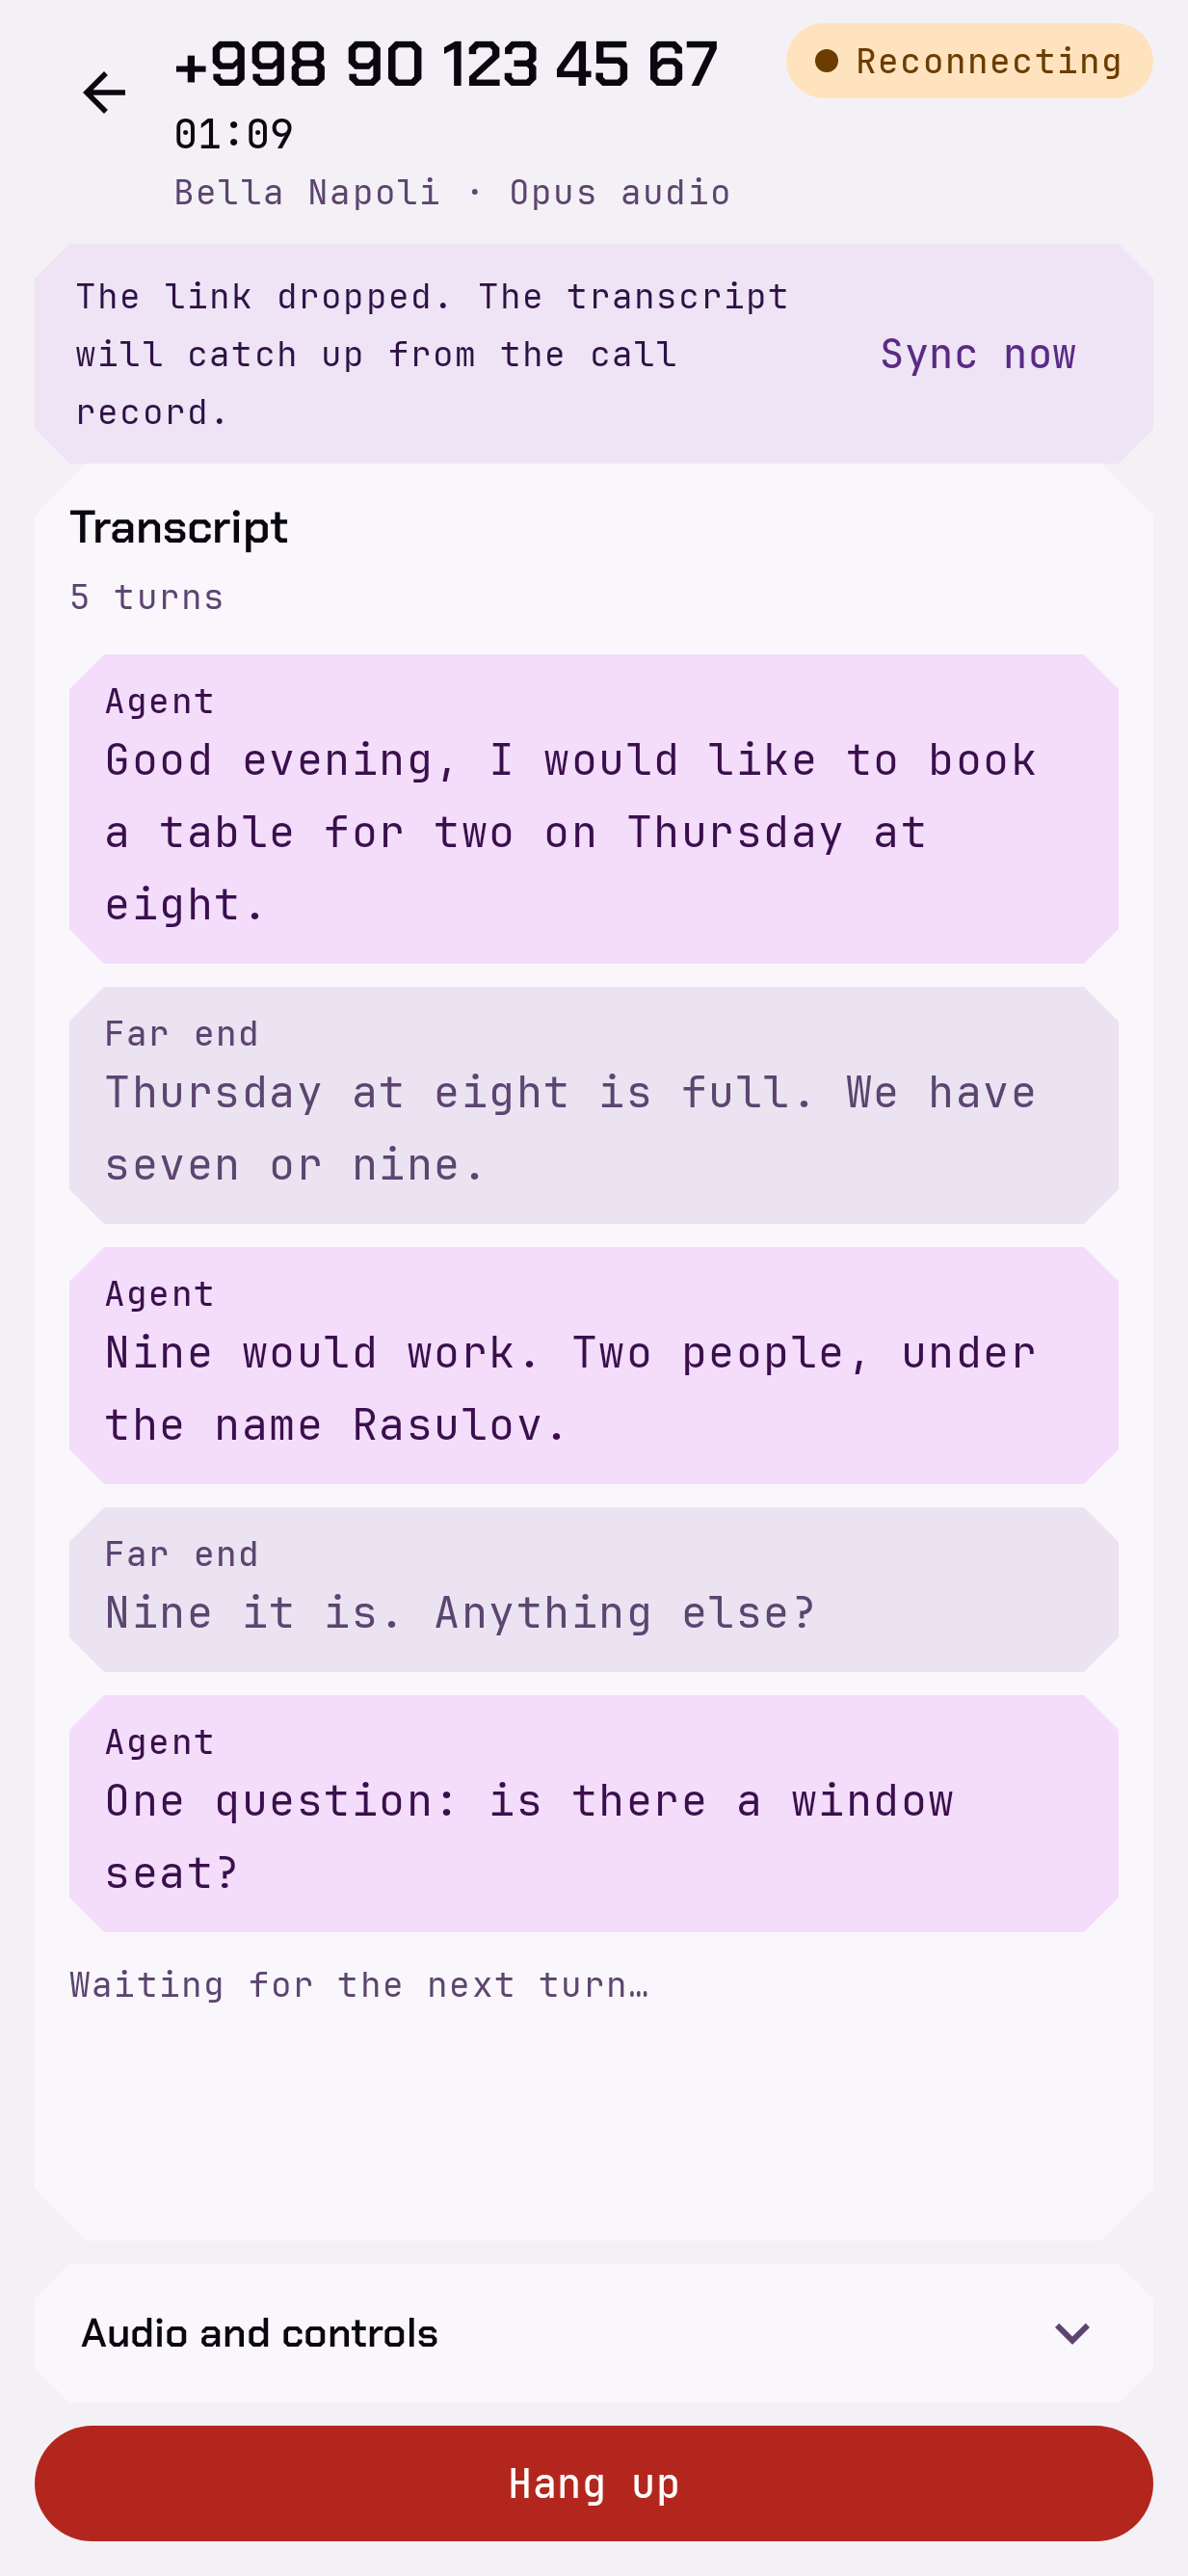 +998 90 123 45 67
Reconnecting
01:09
Bella Napoli · Opus audio
The link dropped. The transcript
will catch up from the call
record.
Sync now
Transcript
5 turns
Agent
Good evening, I would like to book
a table for two on Thursday at
eight.
Far end
Thursday at eight is full. We have
seven or nine.
Agent
Nine would work. Two people, under
the name Rasulov.
Far end
Nine it is. Anything else?
Agent
One question: is there a window
seat?
Waiting for the next turn…
Audio and controls
Hang up